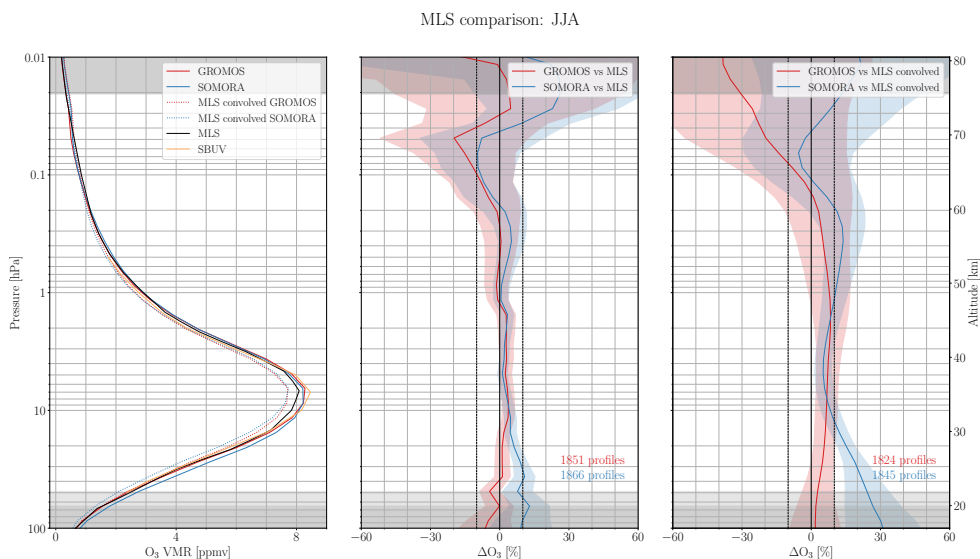 MLS comparison: JJA
0.01
0.1
1
10
100
Pressure [hPa]
GROMOS
SOMORA
MLS convolved GROMOS
MLS convolved SOMORA
MLS
SBUV
0
2
4
6
8
O₃ VMR [ppmv]
GROMOS vs MLS
SOMORA vs MLS
1851 profiles
1866 profiles
−60
−30
0
30
60
ΔO₃ [%]
GROMOS vs MLS convolved
SOMORA vs MLS convolved
1824 profiles
1845 profiles
−60
−30
0
30
60
ΔO₃ [%]
80
70
60
50
40
30
20
Altitude [km]